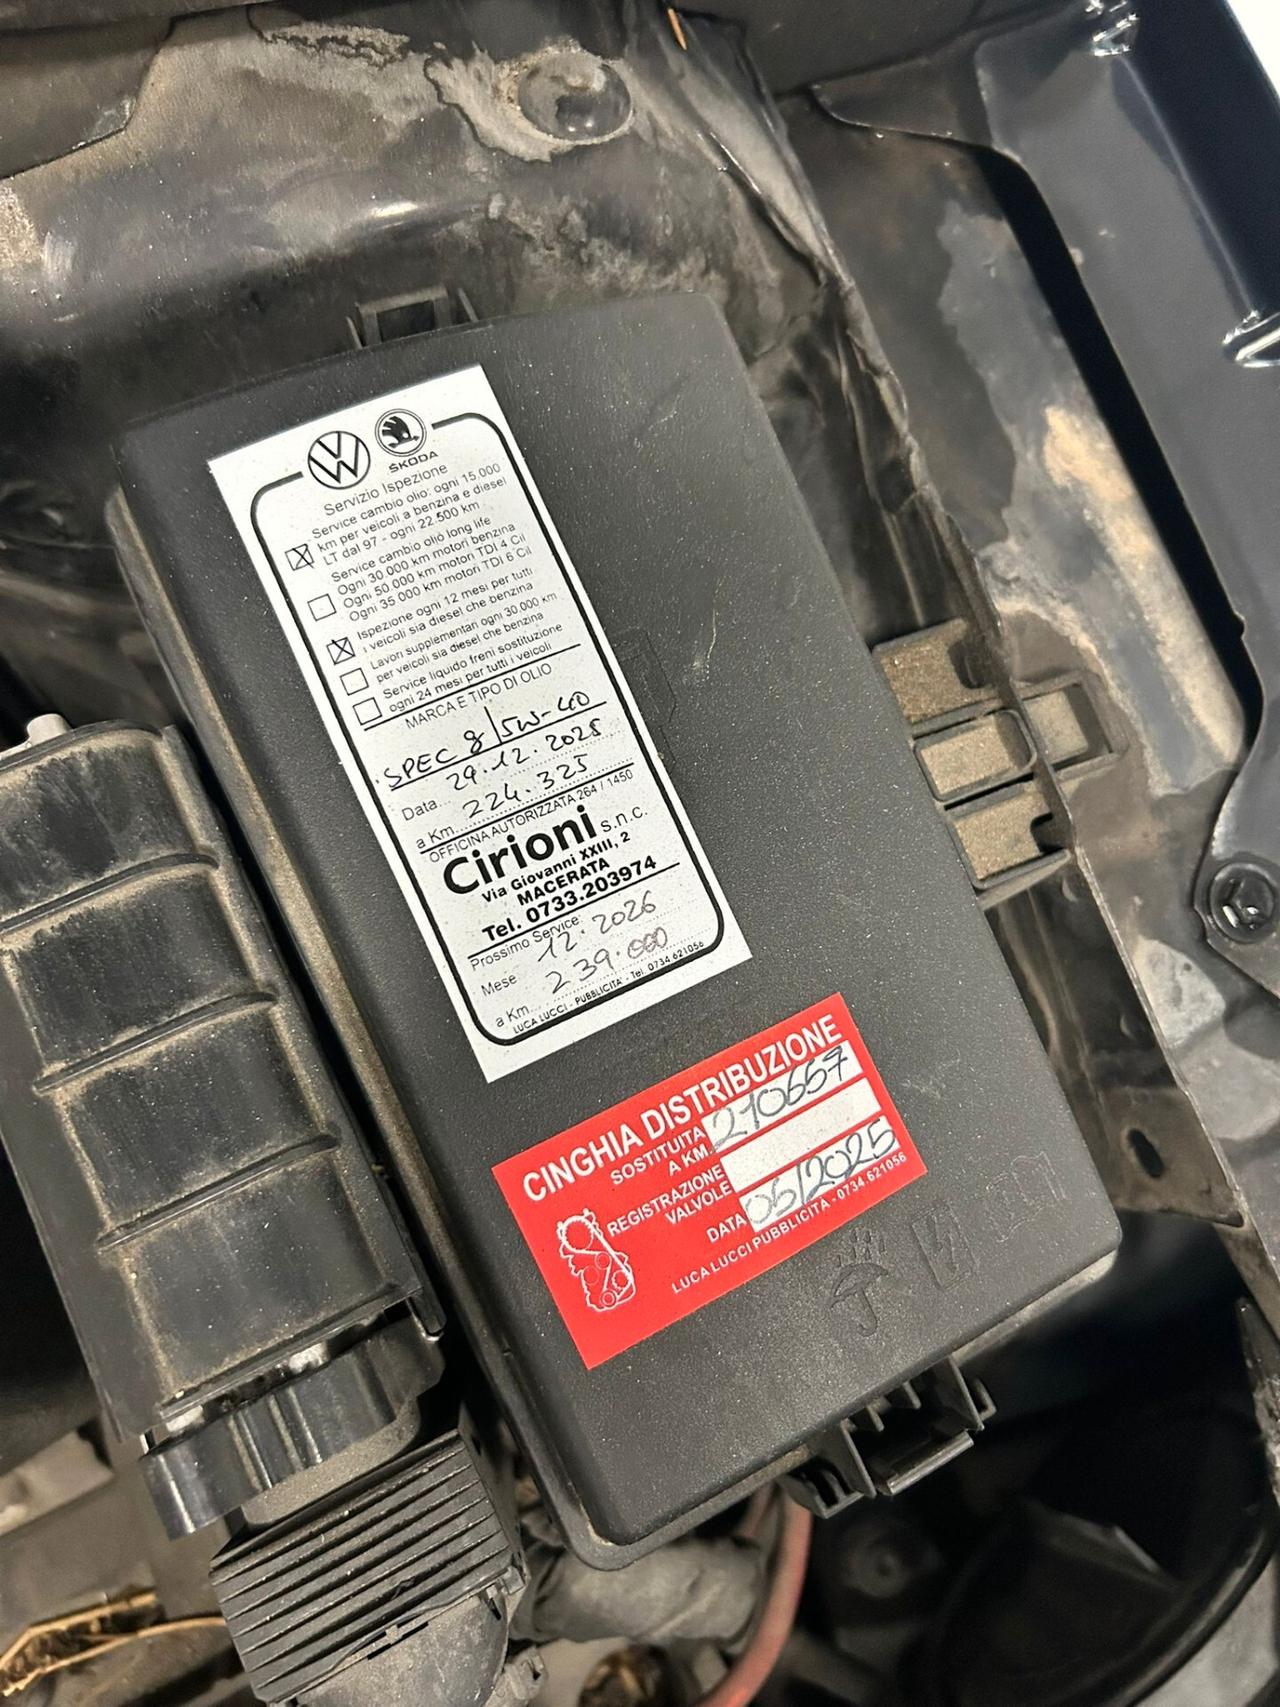 ŠKODA
Servizio Ispezione
Service cambio olio: ogni 15.000
km per veicoli a benzina e diesel
LT dal 97 - ogni 22.500 km
Service cambio olio long life
Ogni 30.000 km motori benzina
Ogni 50.000 km motori TDI 4 Cil
Ogni 35.000 km motori TDI 6 Cil
Ispezione ogni 12 mesi per tutti
i veicoli sia diesel che benzina
Lavori supplementari ogni 30.000 km
per veicoli sia diesel che benzina
Service liquido freni sostituzione
ogni 24 mesi per tutti i veicoli
MARCA E TIPO DI OLIO
SPEC 8/5W-40
Data... 29.12.2025
a Km... 224.325
OFFICINA AUTORIZZATA 264 / 1450
Cirioni s.n.c.
Via Giovanni XXIII, 2
MACERATA
Tel. 0733.203974
Prossimo Service:
Mese 12.2026
a Km... 239.000
LUCA LUCCI - PUBBLICITA' - Tel. 0734 621056
CINGHIA DISTRIBUZIONE
SOSTITUITA A KM. 210657
REGISTRAZIONE
VALVOLE
DATA 06/2025
LUCA LUCCI PUBBLICITA - 0734 621056